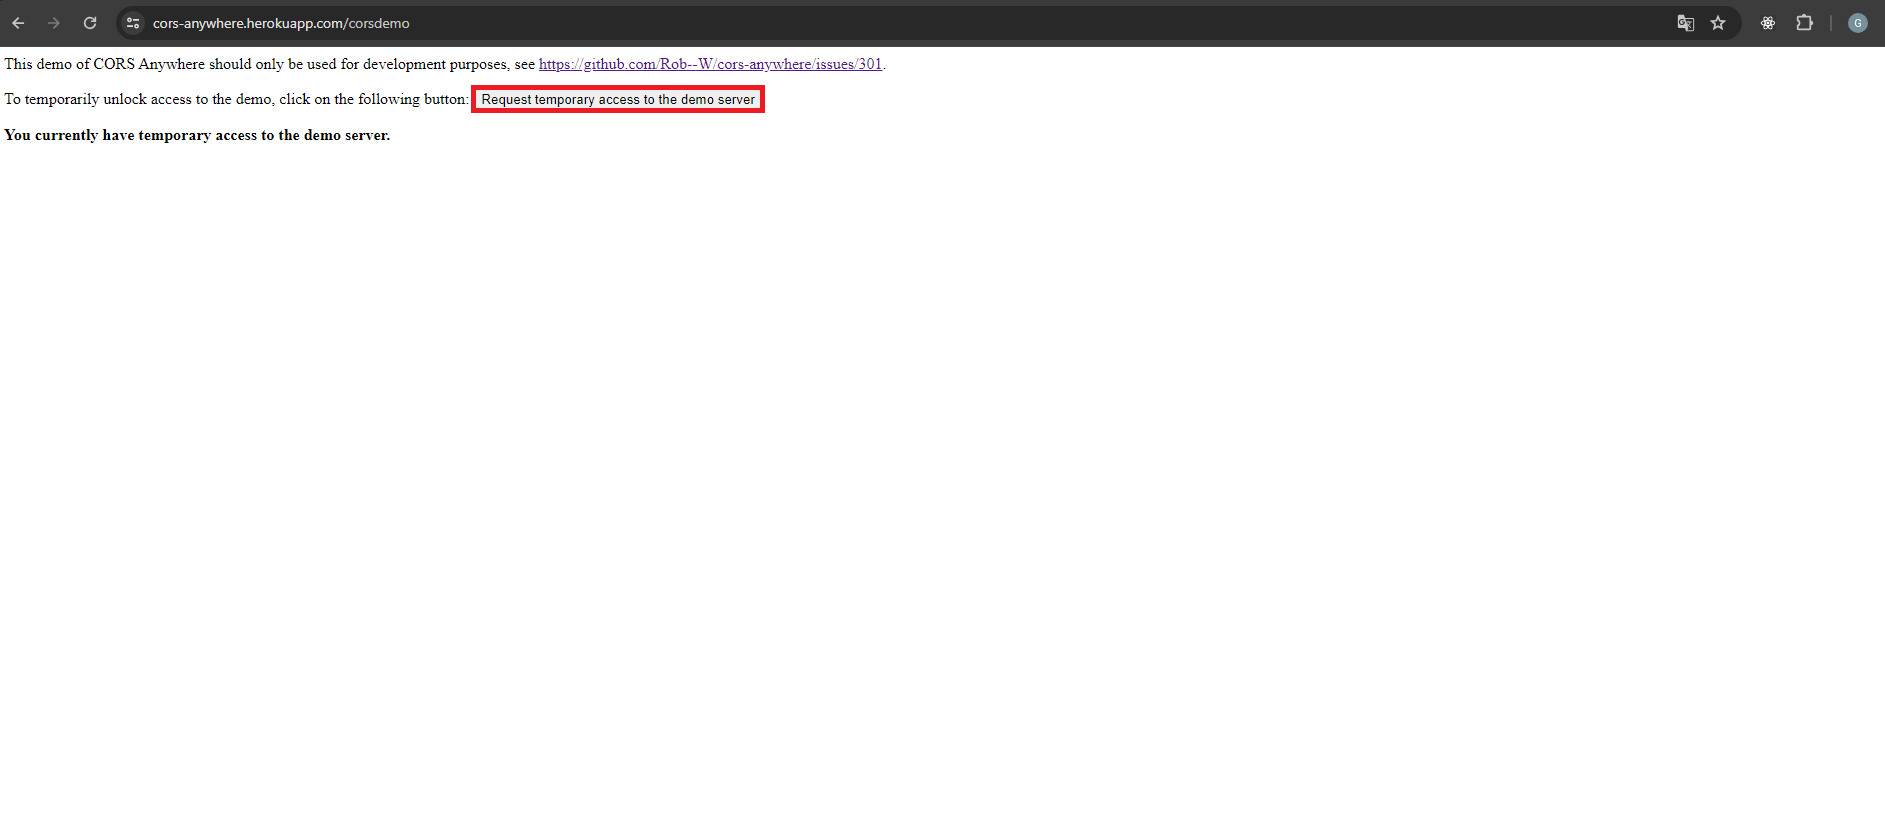 cors-anywhere.herokuapp.com/corsdemo
G
This demo of CORS Anywhere should only be used for development purposes, see https://github.com/Rob--W/cors-anywhere/issues/301.
To temporarily unlock access to the demo, click on the following button: Request temporary access to the demo server
You currently have temporary access to the demo server.